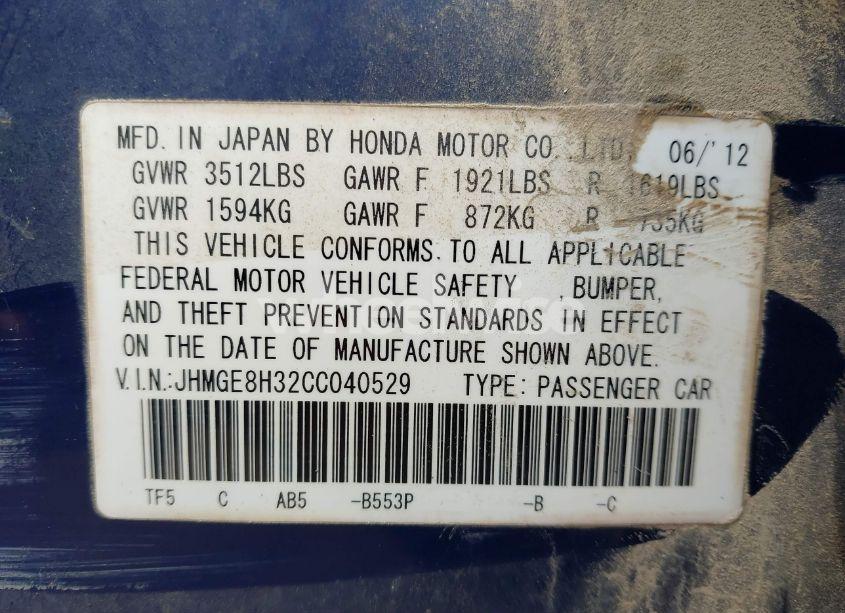 MFD. IN JAPAN BY HONDA MOTOR CO., LTD. 06/'12
GVWR 3512LBS GAWR F 1921LBS R 1619LBS
GVWR 1594KG GAWR F 872KG R 735KG
THIS VEHICLE CONFORMS TO ALL APPLICABLE
FEDERAL MOTOR VEHICLE SAFETY , BUMPER,
AND THEFT PREVENTION STANDARDS IN EFFECT
ON THE DATE OF MANUFACTURE SHOWN ABOVE.
V.I.N.:JHMGE8H32CC040529 TYPE: PASSENGER CAR
TF5 C AB5 -B553P -B -C